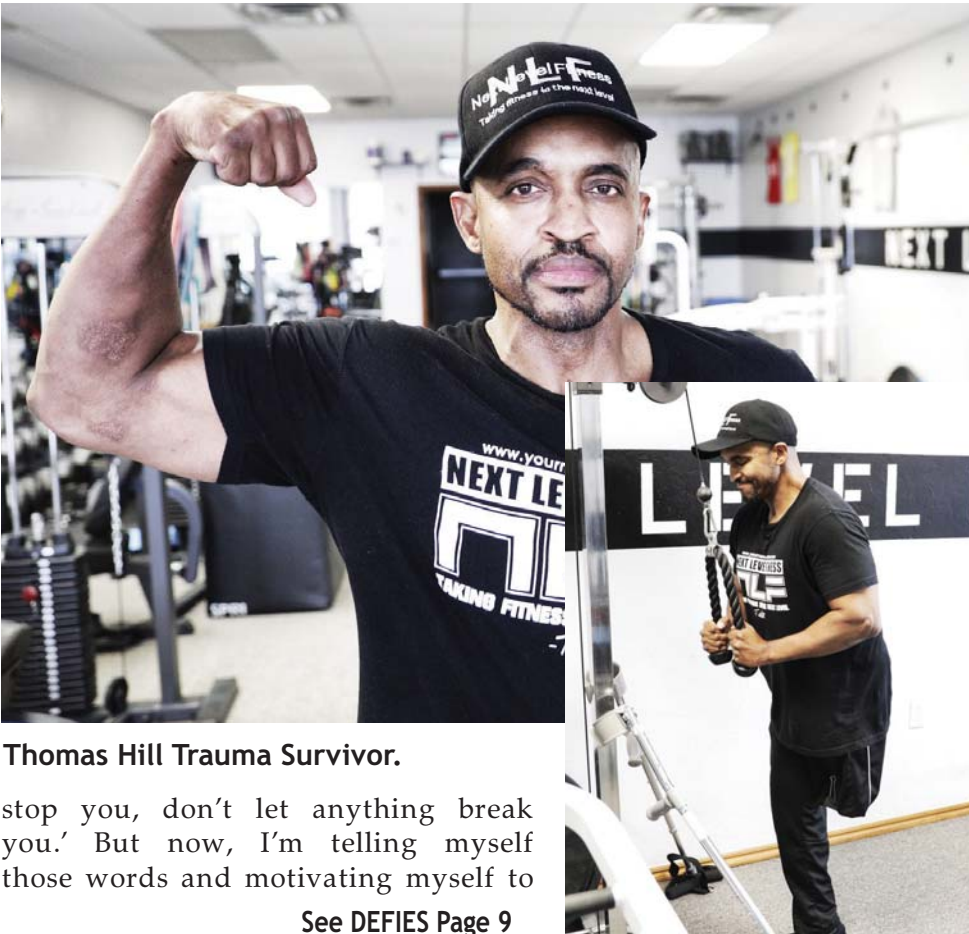 NLF
Next Level Fitness
Taking fitness to the next level
NEXT
www.your
NEXT LE
TAKING FITNESS
SPRI
LEVEL
NEXT LEVEL FITNESS
NLF
Thomas Hill Trauma Survivor.
stop you, don’t let anything break
you.’ But now, I’m telling myself
those words and motivating myself to
See DEFIES Page 9